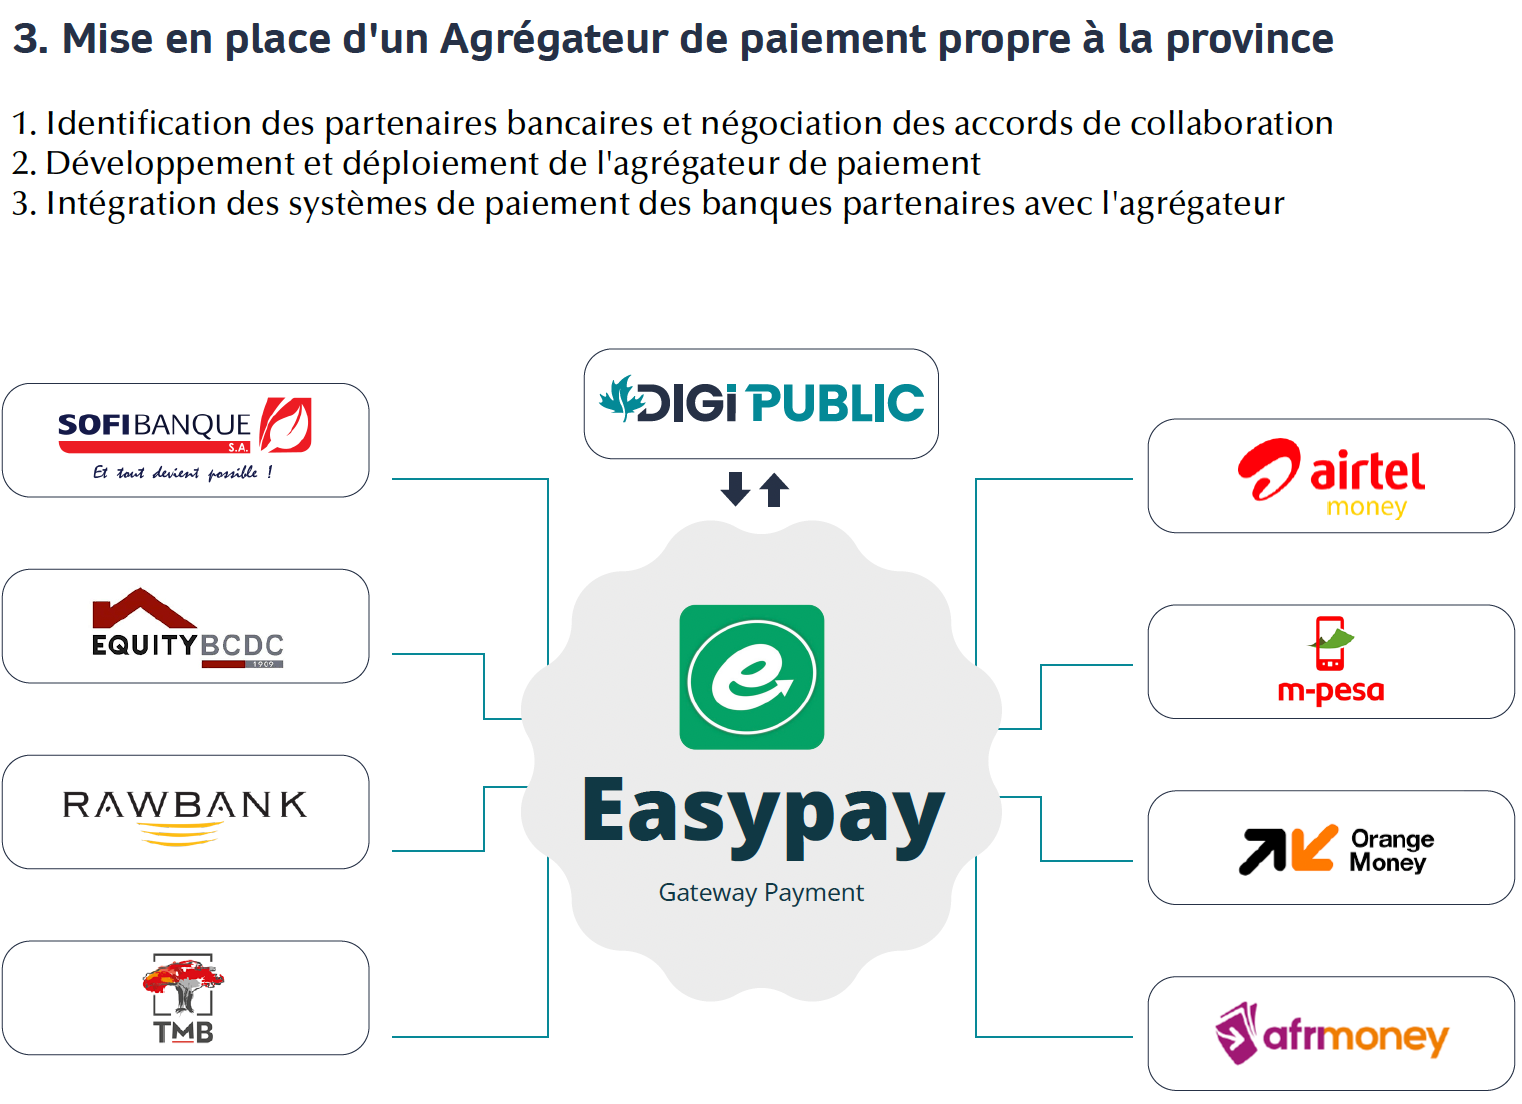 3. Mise en place d'un Agrégateur de paiement propre à la province
1. Identification des partenaires bancaires et négociation des accords de collaboration
2. Développement et déploiement de l'agrégateur de paiement
3. Intégration des systèmes de paiement des banques partenaires avec l'agrégateur
DIGi PUBLIC
SOFIBANQUE
S.A.
Et tout devient possible !
EQUITYBCDC
1909
RAWBANK
TMB
Easypay
Gateway Payment
airtel
money
m-pesa
Orange
Money
afrimoney